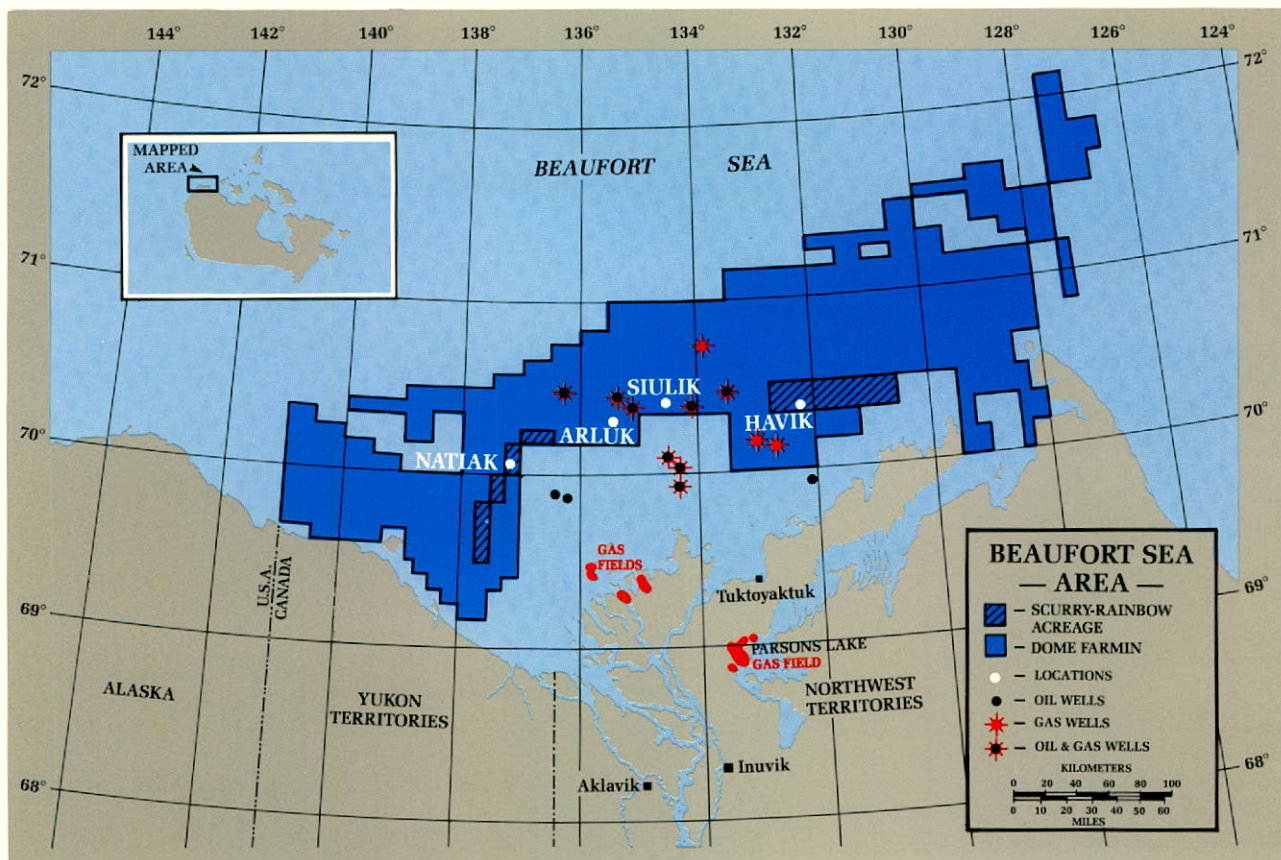 144° 142° 140° 138° 136° 134° 132° 130° 128° 126° 124°
72° 72°
MAPPED
AREA
BEAUFORT SEA
71° 71°
SIULIK
ARLUK
HAVIK
70° 70°
NATIAK
GAS
FIELDS
U.S.A.
CANADA
Tuktoyaktuk
69° 69°
PARSONS LAKE
GAS FIELD
ALASKA
YUKON
TERRITORIES
NORTHWEST
TERRITORIES
Inuvik
Aklavik
68° 68°
BEAUFORT SEA
— AREA —
– SCURRY-RAINBOW
ACREAGE
– DOME FARMIN
– LOCATIONS
– OIL WELLS
– GAS WELLS
– OIL & GAS WELLS
KILOMETERS
0 20 40 60 80 100
0 10 20 30 40 50 60
MILES